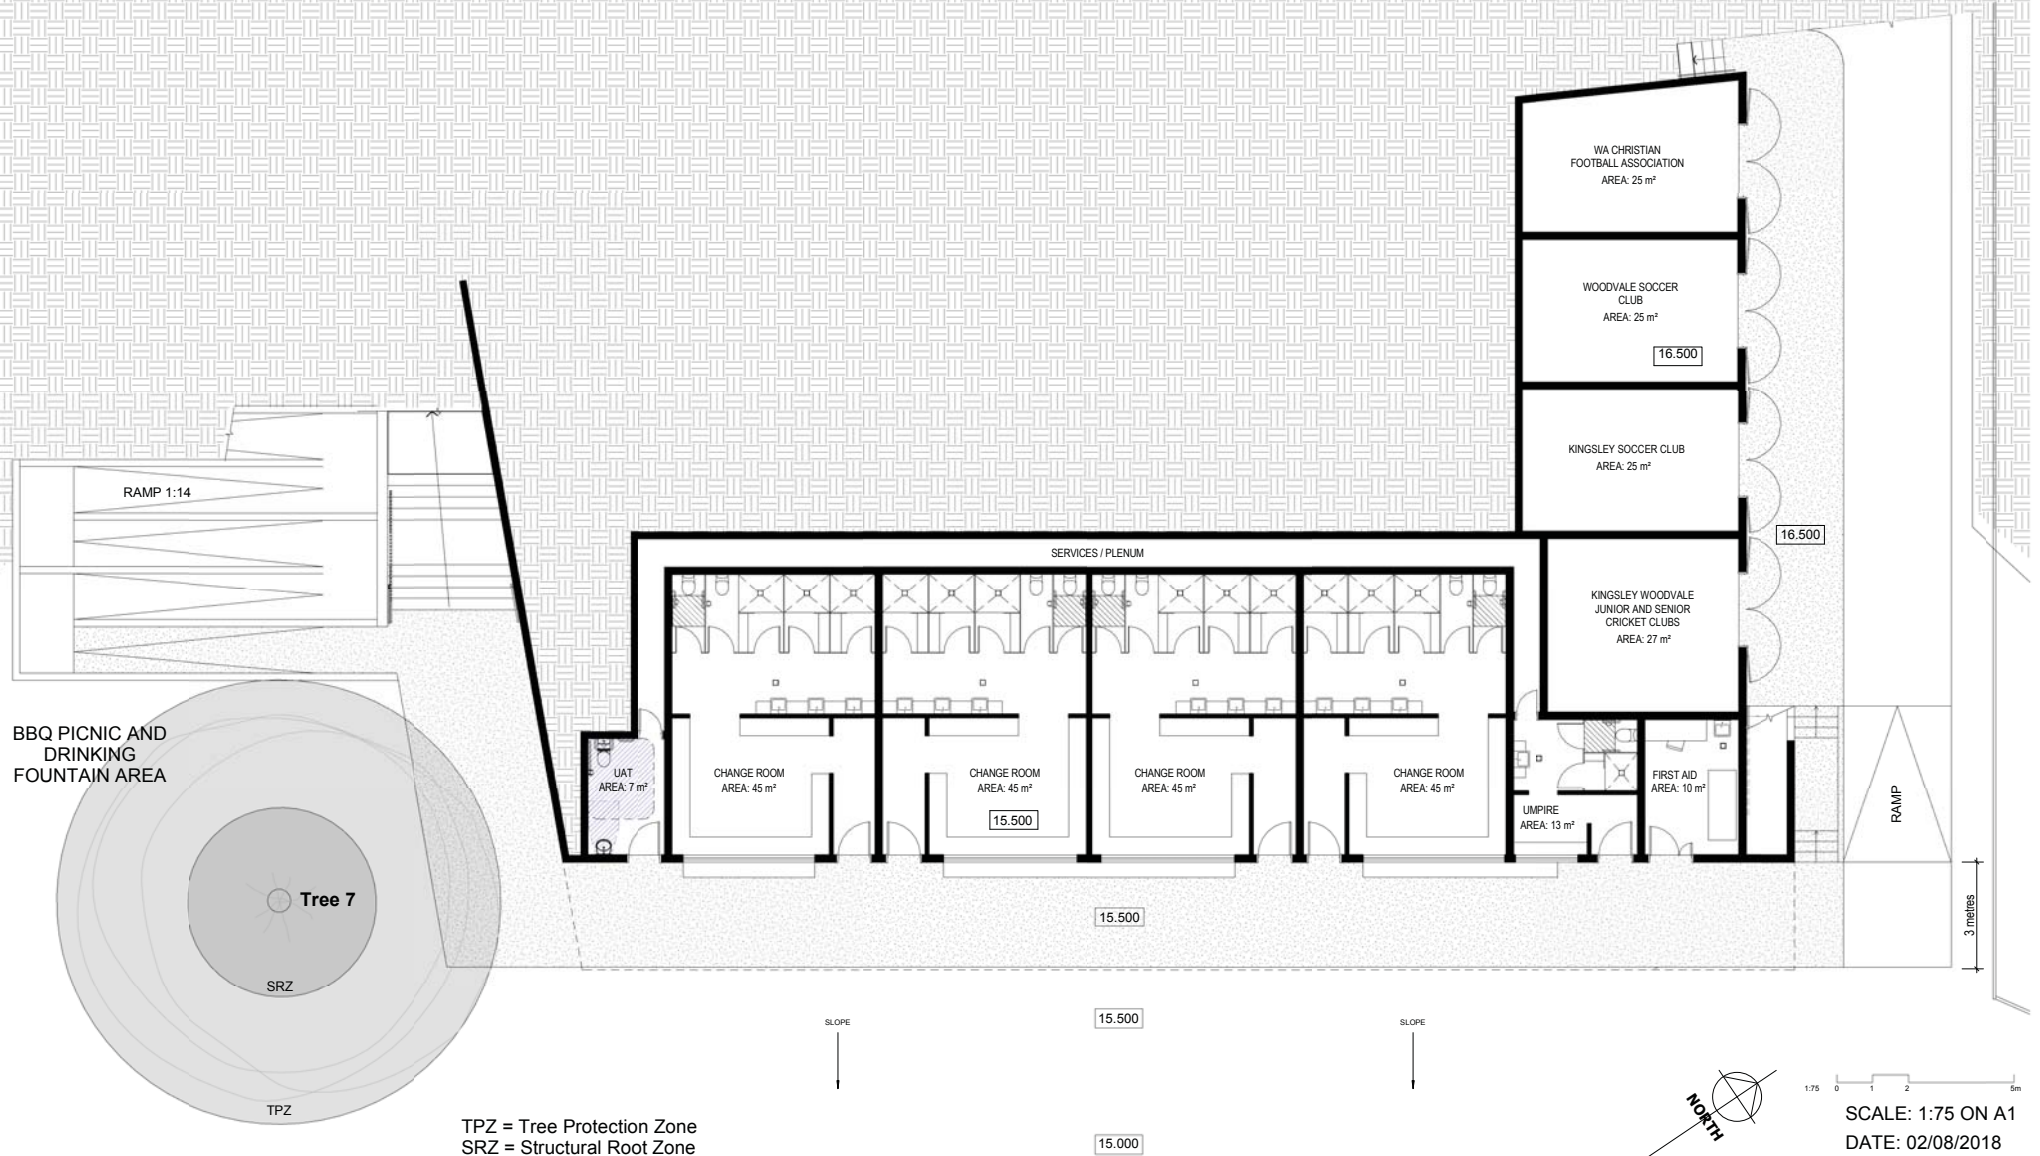 WA CHRISTIAN
FOOTBALL ASSOCIATION
AREA: 25 m²
WOODVALE SOCCER
CLUB
AREA: 25 m²
16.500
KINGSLEY SOCCER CLUB
AREA: 25 m²
RAMP 1:14
16.500
SERVICES / PLENUM
KINGSLEY WOODVALE
JUNIOR AND SENIOR
CRICKET CLUBS
AREA: 27 m²
BBQ PICNIC AND
DRINKING
FOUNTAIN AREA
UAT
AREA: 7 m²
CHANGE ROOM
AREA: 45 m²
CHANGE ROOM
AREA: 45 m²
15.500
CHANGE ROOM
AREA: 45 m²
CHANGE ROOM
AREA: 45 m²
UMPIRE
AREA: 13 m²
FIRST AID
AREA: 10 m²
RAMP
Tree 7
15.500
3 metres
SRZ
SLOPE
15.500
SLOPE
TPZ
TPZ = Tree Protection Zone
SRZ = Structural Root Zone
15.000
NORTH
1:75 0 1 2 5m
SCALE: 1:75 ON A1
DATE: 02/08/2018